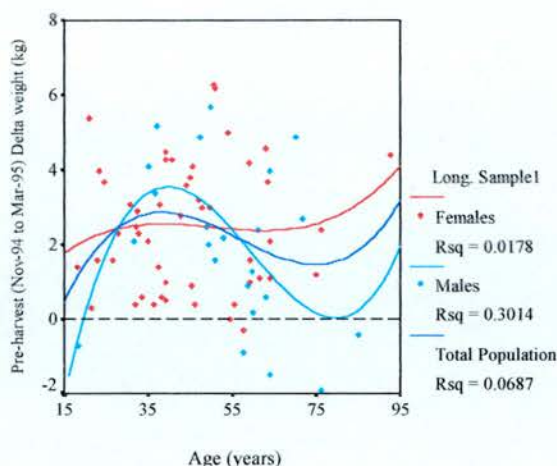 Pre-harvest (Nov-94 to Mar-95) Delta weight (kg)
8
6
4
2
0
-2
15
35
55
75
95
Age (years)
Long. Sample1
Females
Rsq = 0.0178
Males
Rsq = 0.3014
Total Population
Rsq = 0.0687